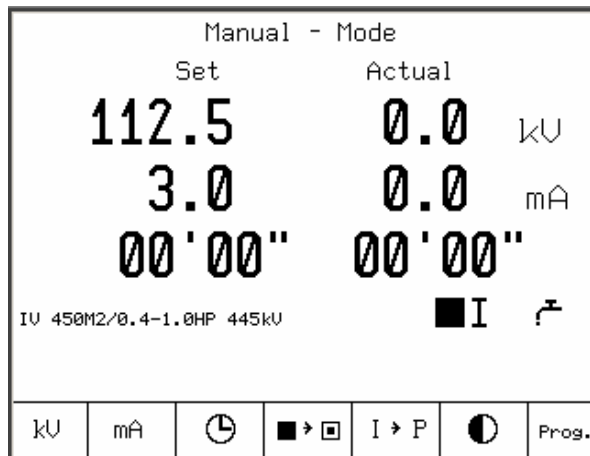 Manual - Mode
Set Actual
112.5 0.0 kV
3.0 0.0 mA
00'00" 00'00"
IV 450M2/0.4-1.0HP 445kV I
kV mA I → P Prog.